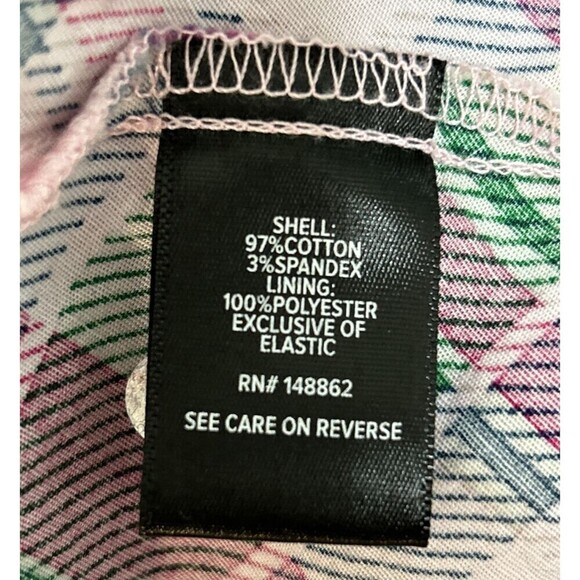 SHELL:
97%COTTON
3%SPANDEX
LINING:
100%POLYESTER
EXCLUSIVE OF
ELASTIC
RN# 148862
SEE CARE ON REVERSE